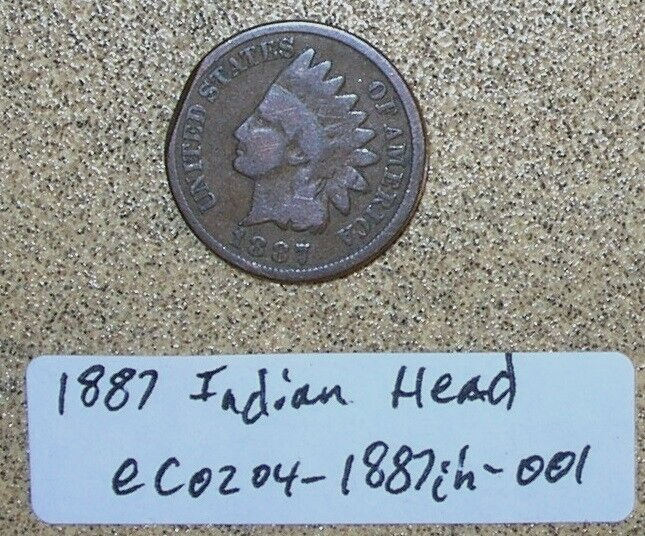 UNITED STATES OF AMERICA
1887
1887 Indian Head
eC0204-1887ih-001